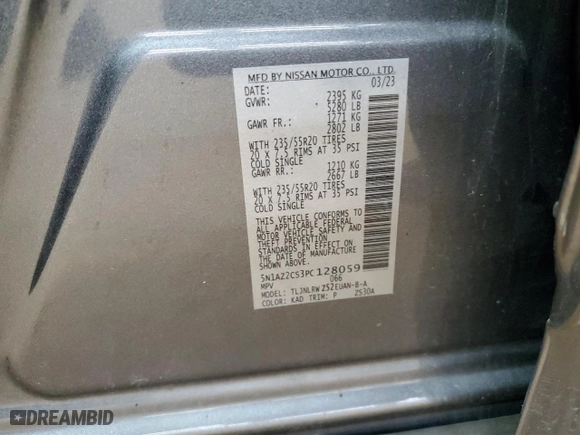 MFD BY NISSAN MOTOR CO., LTD.
DATE: 03/23
GVWR: 2395 KG
5280 LB
GAWR FR.: 1271 KG
2802 LB
WITH 235/55R20 TIRES
20 X 7.5 RIMS AT 35 PSI
COLD SINGLE
GAWR RR.: 1210 KG
2667 LB
WITH 235/55R20 TIRES
20 X 7.5 RIMS AT 35 PSI
COLD SINGLE
THIS VEHICLE CONFORMS TO
ALL APPLICABLE FEDERAL
MOTOR VEHICLE SAFETY AND
THEFT PREVENTION
STANDARDS IN EFFECT ON
THE DATE OF MANUFACTURE
SHOWN ABOVE.
5N1AZ2CS3PC128059
MPV 066
MODEL: TLJNLRWZ52EUAN-B-A
COLOR: KAD TRIM: P ZS30A
DREAMBID